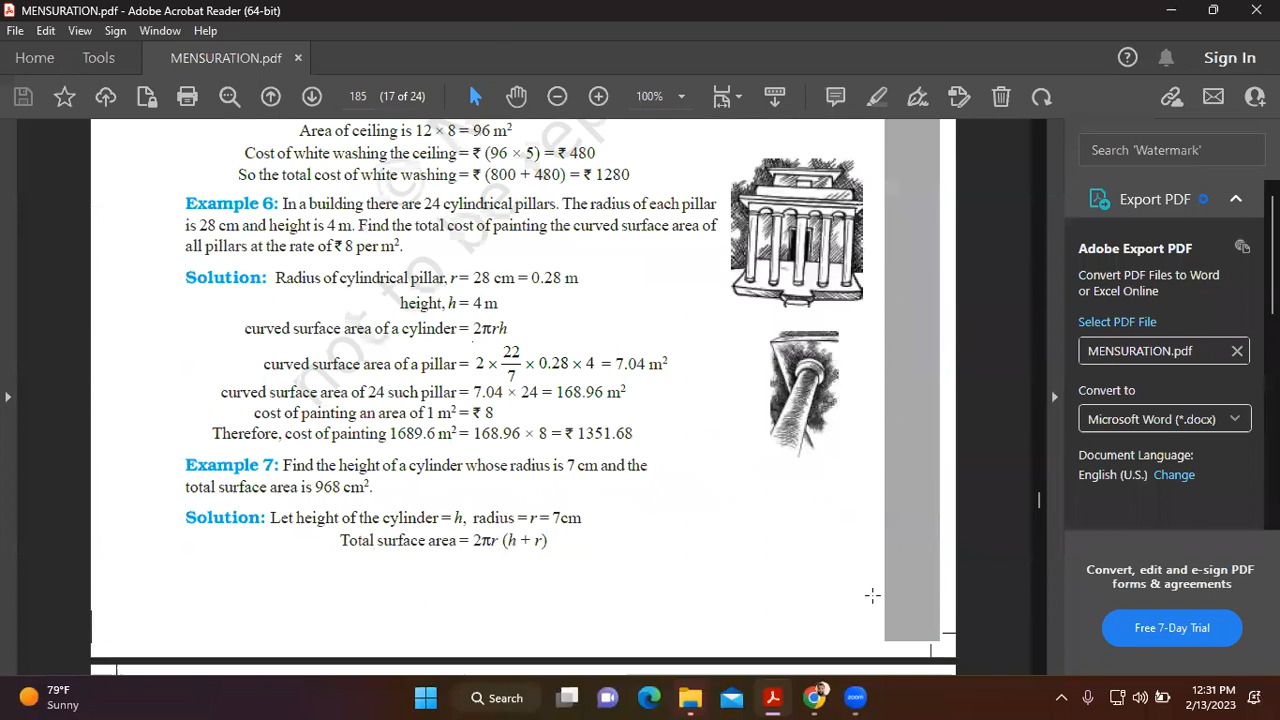 MENSURATION.pdf - Adobe Acrobat Reader (64-bit)
File Edit View Sign Window Help
Home Tools MENSURATION.pdf × Sign In
185 (17 of 24) 100%
Area of ceiling is 12 × 8 = 96 m²
Cost of white washing the ceiling = ₹ (96 × 5) = ₹ 480
So the total cost of white washing = ₹ (800 + 480) = ₹ 1280
Example 6: In a building there are 24 cylindrical pillars. The radius of each pillar
is 28 cm and height is 4 m. Find the total cost of painting the curved surface area of
all pillars at the rate of ₹ 8 per m².
Solution: Radius of cylindrical pillar, r = 28 cm = 0.28 m
height, h = 4 m
curved surface area of a cylinder = 2πrh
curved surface area of a pillar = 2 × 22/7 × 0.28 × 4 = 7.04 m²
curved surface area of 24 such pillar = 7.04 × 24 = 168.96 m²
cost of painting an area of 1 m² = ₹ 8
Therefore, cost of painting 1689.6 m² = 168.96 × 8 = ₹ 1351.68
Example 7: Find the height of a cylinder whose radius is 7 cm and the
total surface area is 968 cm².
Solution: Let height of the cylinder = h, radius = r = 7cm
Total surface area = 2πr (h + r)
not to be rep
Search 'Watermark'
Export PDF
Adobe Export PDF
Convert PDF Files to Word
or Excel Online
Select PDF File
MENSURATION.pdf
Convert to
Microsoft Word (*.docx)
Document Language:
English (U.S.) Change
Convert, edit and e-sign PDF
forms & agreements
Free 7-Day Trial
79°F
Sunny
Search
12:31 PM
2/13/2023